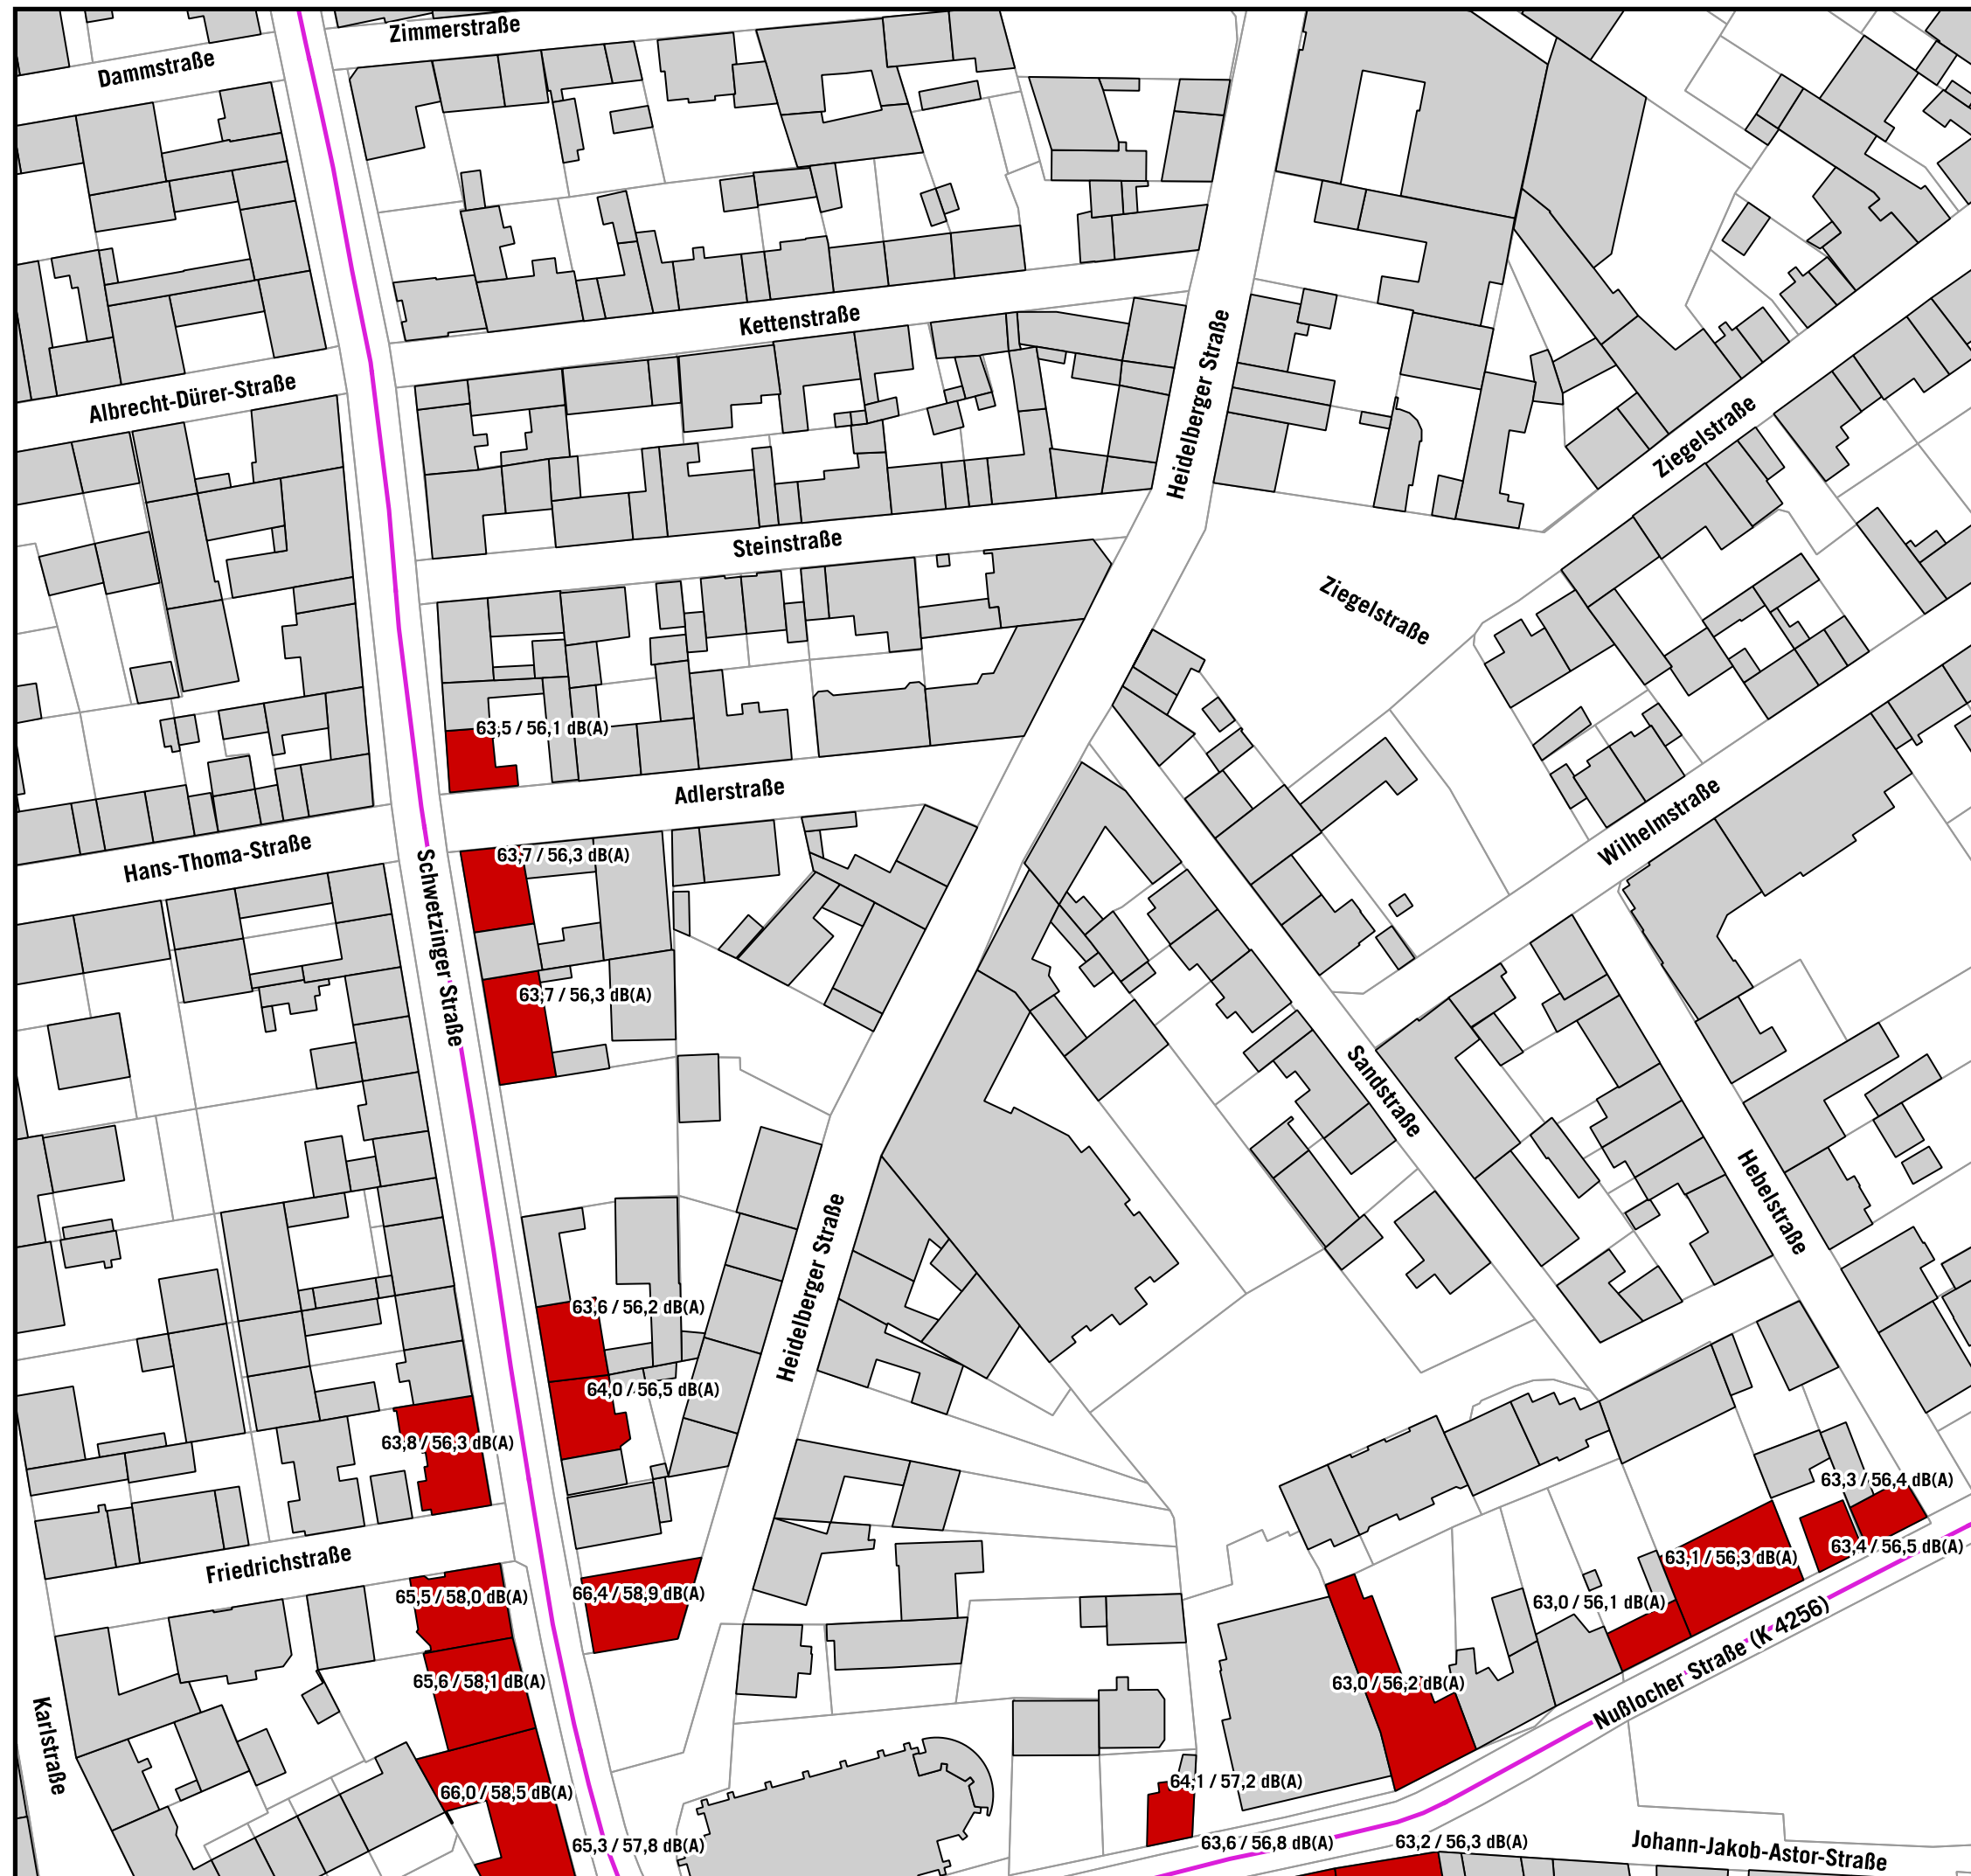 Zimmerstraße
Dammstraße
Kettenstraße
Heidelberger Straße
Albrecht-Dürer-Straße
Ziegelstraße
Steinstraße
Ziegelstraße
63,5 / 56,1 dB(A)
Adlerstraße
Wilhelmstraße
Hans-Thoma-Straße
63,7 / 56,3 dB(A)
Schwetzinger Straße
63,7 / 56,3 dB(A)
Sandstraße
Hebelstraße
Heidelberger Straße
63,6 / 56,2 dB(A)
64,0 / 56,5 dB(A)
63,8 / 56,3 dB(A)
63,3 / 56,4 dB(A)
63,4 / 56,5 dB(A)
63,1 / 56,3 dB(A)
Friedrichstraße
65,5 / 58,0 dB(A)
66,4 / 58,9 dB(A)
63,0 / 56,1 dB(A)
Nußlocher Straße (K 4256)
65,6 / 58,1 dB(A)
63,0 / 56,2 dB(A)
Karlstraße
66,0 / 58,5 dB(A)
64,1 / 57,2 dB(A)
65,3 / 57,8 dB(A)
63,6 / 56,8 dB(A)
63,2 / 56,3 dB(A)
Johann-Jakob-Astor-Straße